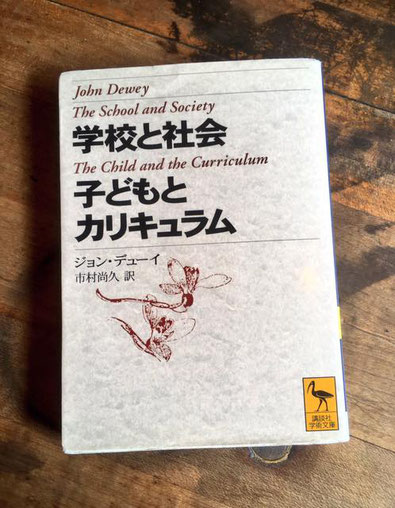 John Dewey
The School and Society
学校と社会
The Child and the Curriculum
子どもと
カリキュラム
ジョン・デューイ
市村尚久 訳
講談社
学術文庫